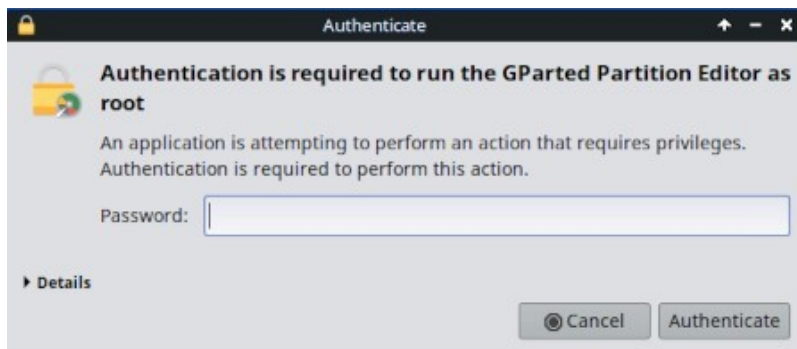 Authenticate
Authentication is required to run the GParted Partition Editor as
root
An application is attempting to perform an action that requires privileges.
Authentication is required to perform this action.
Password:
Details
Cancel
Authenticate